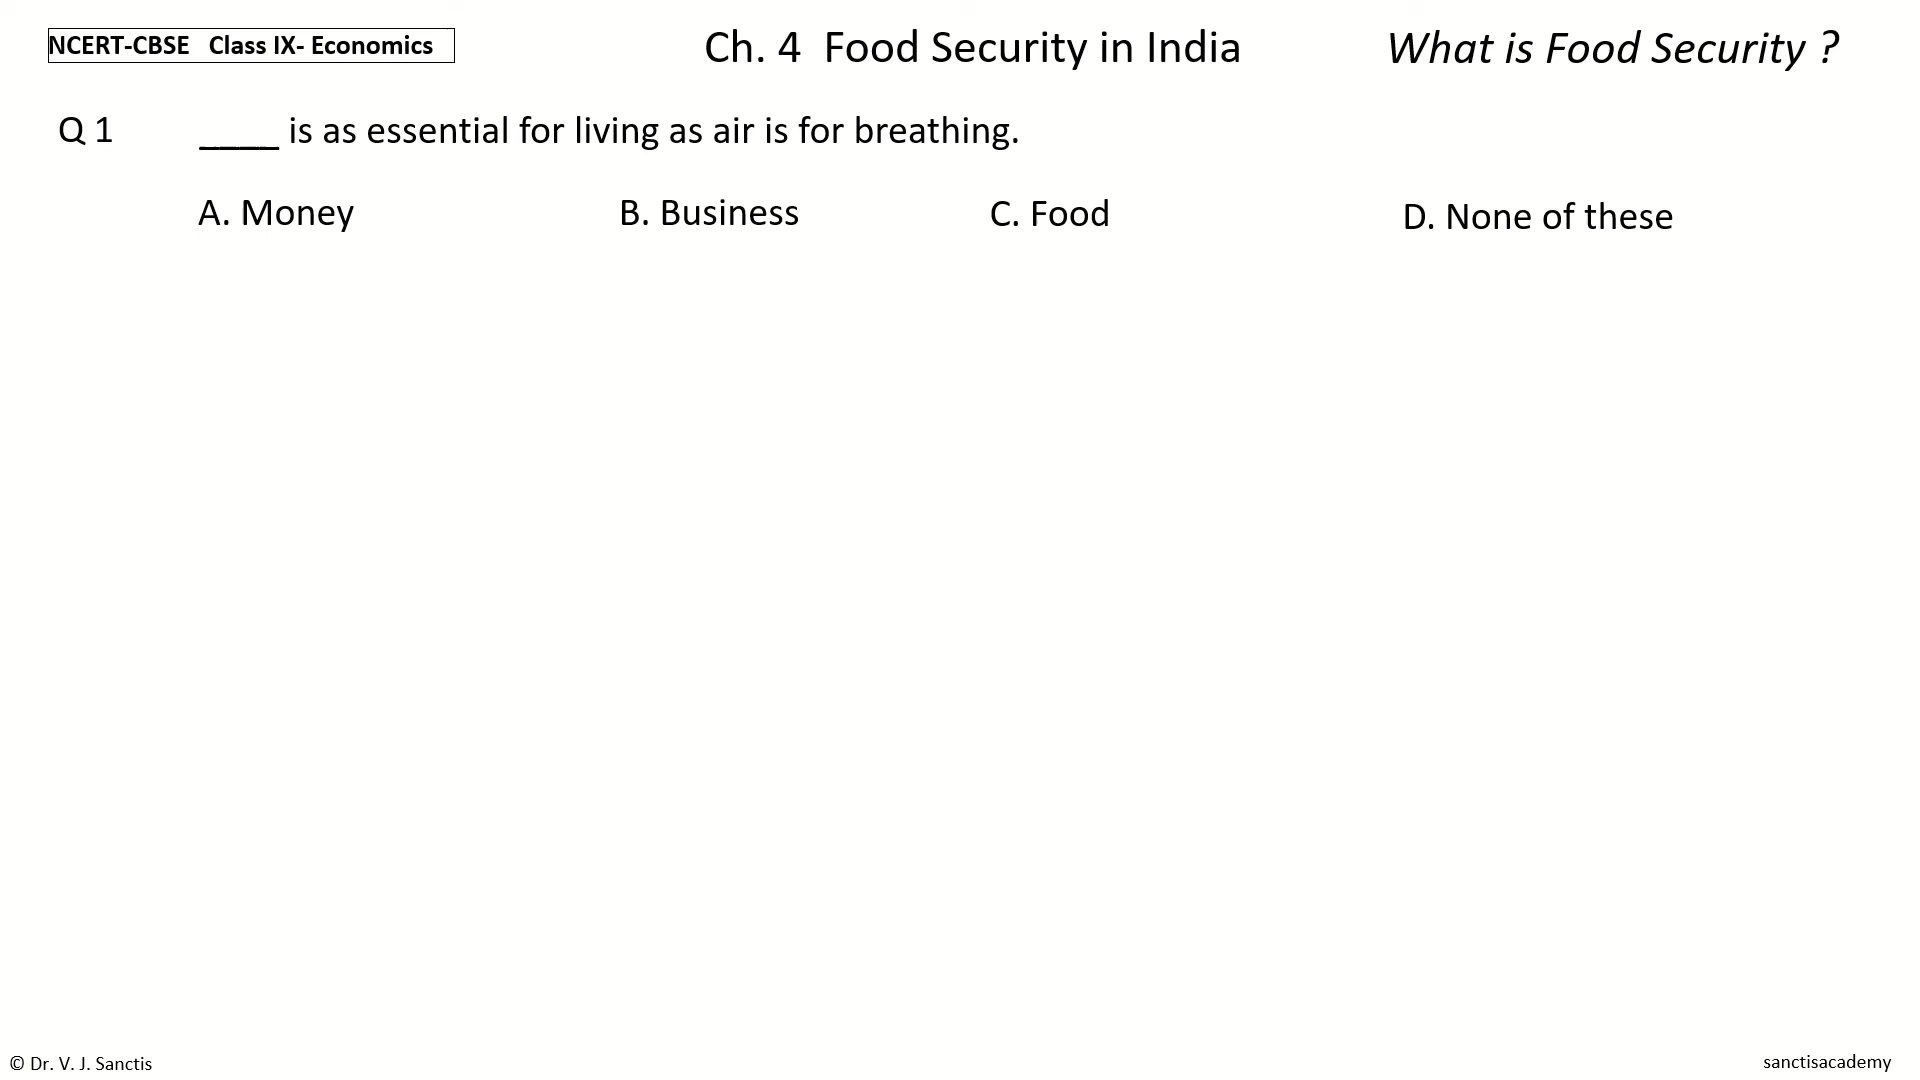 NCERT-CBSE Class IX- Economics
Ch. 4 Food Security in India
What is Food Security ?
Q 1 ____ is as essential for living as air is for breathing.
A. Money B. Business C. Food D. None of these
© Dr. V. J. Sanctis
sanctisacademy